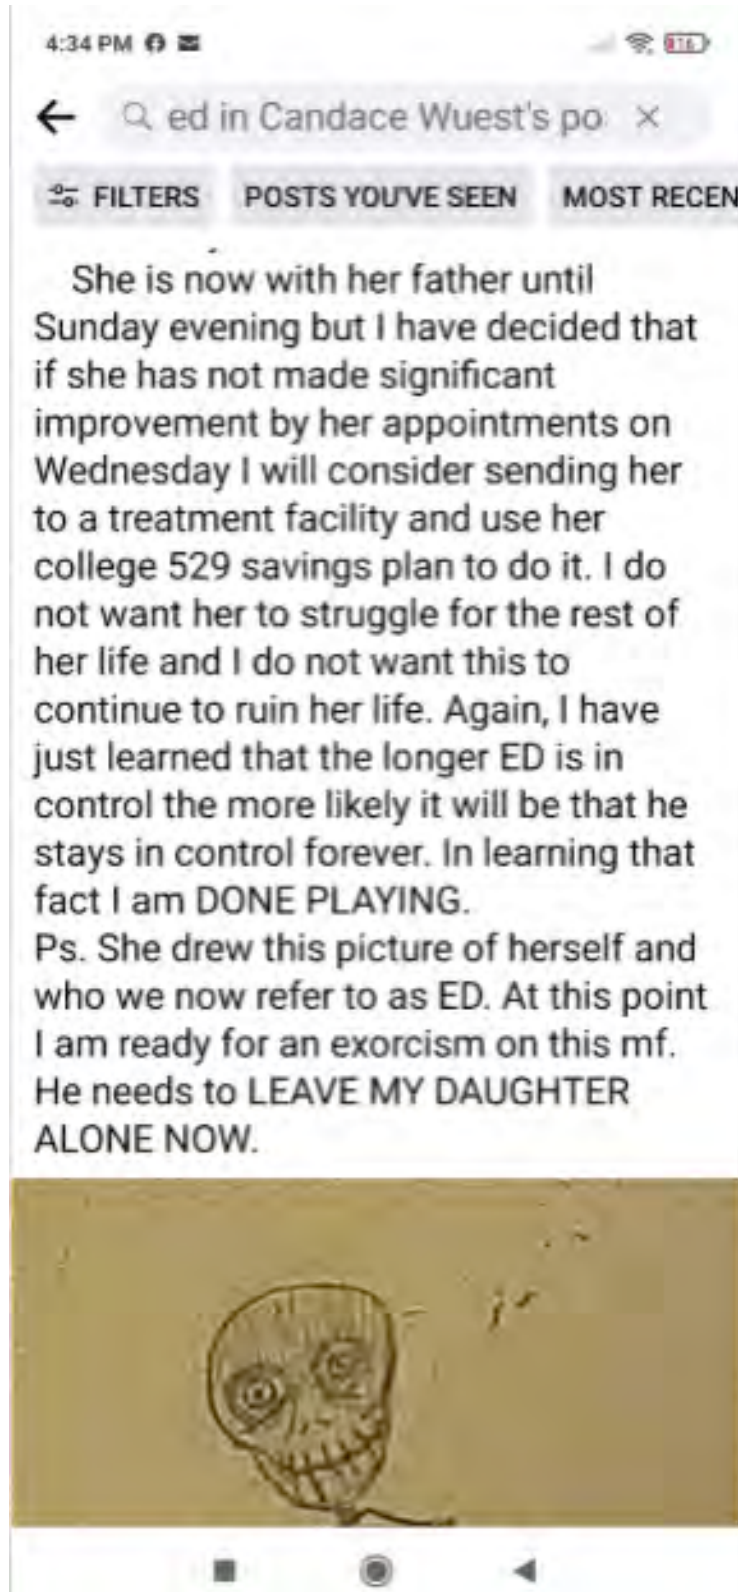 4:34 PM
16
ed in Candace Wuest's po
FILTERS POSTS YOU'VE SEEN MOST RECEN
She is now with her father until
Sunday evening but I have decided that
if she has not made significant
improvement by her appointments on
Wednesday I will consider sending her
to a treatment facility and use her
college 529 savings plan to do it. I do
not want her to struggle for the rest of
her life and I do not want this to
continue to ruin her life. Again, I have
just learned that the longer ED is in
control the more likely it will be that he
stays in control forever. In learning that
fact I am DONE PLAYING.
Ps. She drew this picture of herself and
who we now refer to as ED. At this point
I am ready for an exorcism on this mf.
He needs to LEAVE MY DAUGHTER
ALONE NOW.